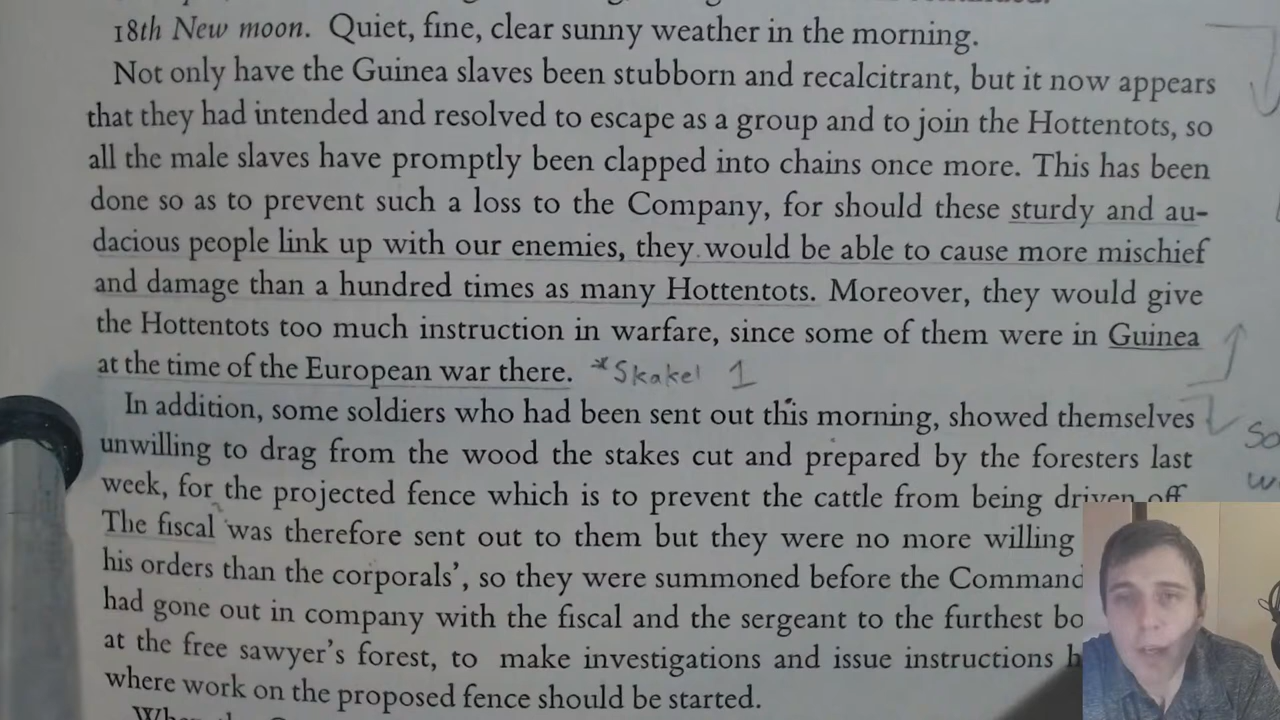 18th New moon. Quiet, fine, clear sunny weather in the morning.
Not only have the Guinea slaves been stubborn and recalcitrant, but it now appears
that they had intended and resolved to escape as a group and to join the Hottentots, so
all the male slaves have promptly been clapped into chains once more. This has been
done so as to prevent such a loss to the Company, for should these sturdy and au-
dacious people link up with our enemies, they would be able to cause more mischief
and damage than a hundred times as many Hottentots. Moreover, they would give
the Hottentots too much instruction in warfare, since some of them were in Guinea
at the time of the European war there. *Skakel 1
In addition, some soldiers who had been sent out this morning, showed themselves
unwilling to drag from the wood the stakes cut and prepared by the foresters last
week, for the projected fence which is to prevent the cattle from being driven off.
The fiscal was therefore sent out to them but they were no more willing
his orders than the corporals', so they were summoned before the Command
had gone out in company with the fiscal and the sergeant to the furthest
at the free sawyer's forest, to make investigations and issue instructions
where work on the proposed fence should be started.